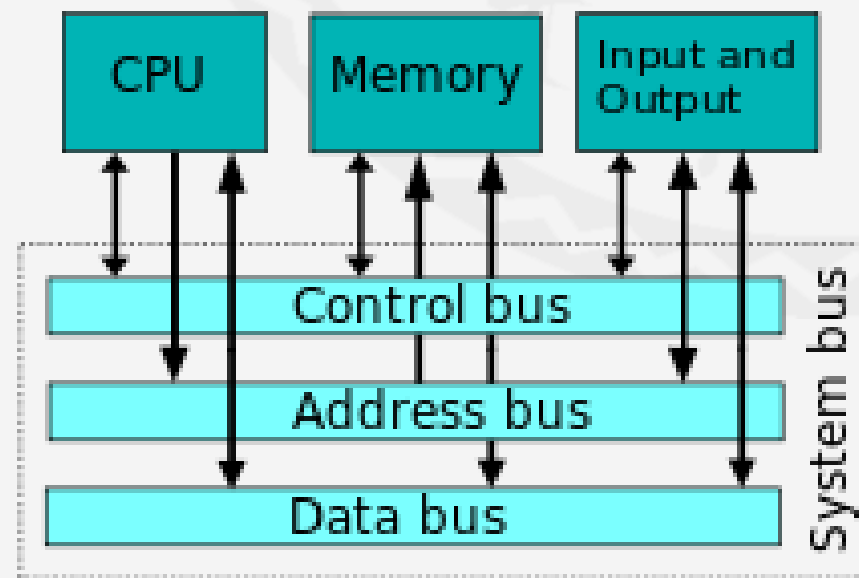 CPU
Memory
Input and
Output
Control bus
Address bus
Data bus
System bus